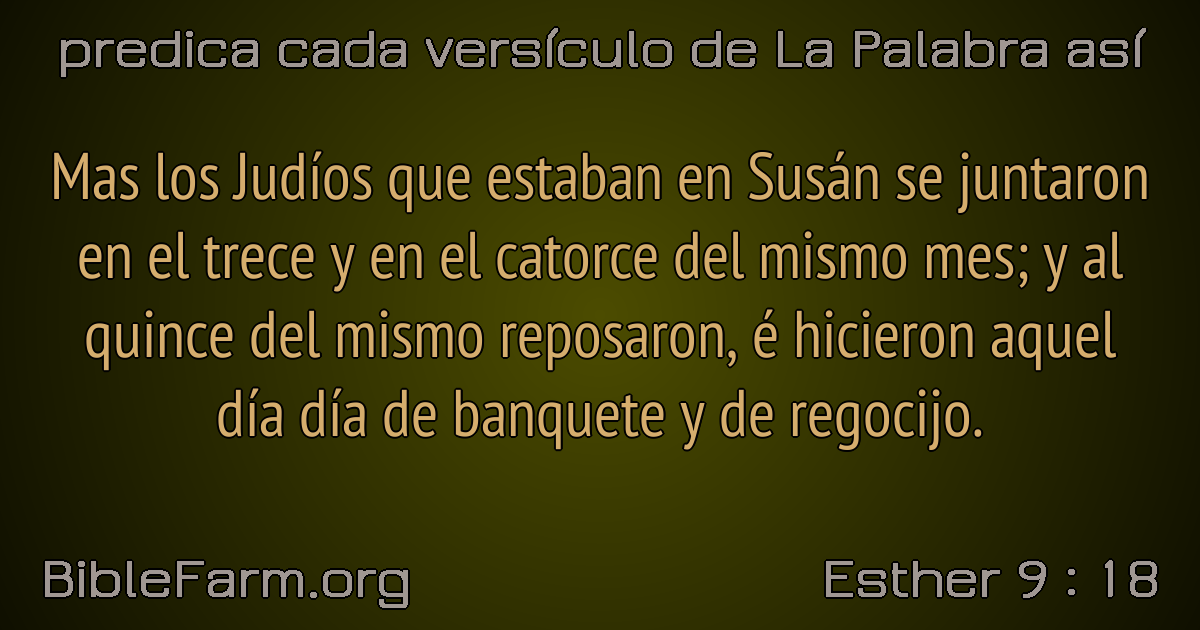 predica cada versículo de La Palabra así
Mas los Judíos que estaban en Susán se juntaron
en el trece y en el catorce del mismo mes; y al
quince del mismo reposaron, é hicieron aquel
día día de banquete y de regocijo.
BibleFarm.org
Esther 9 : 18